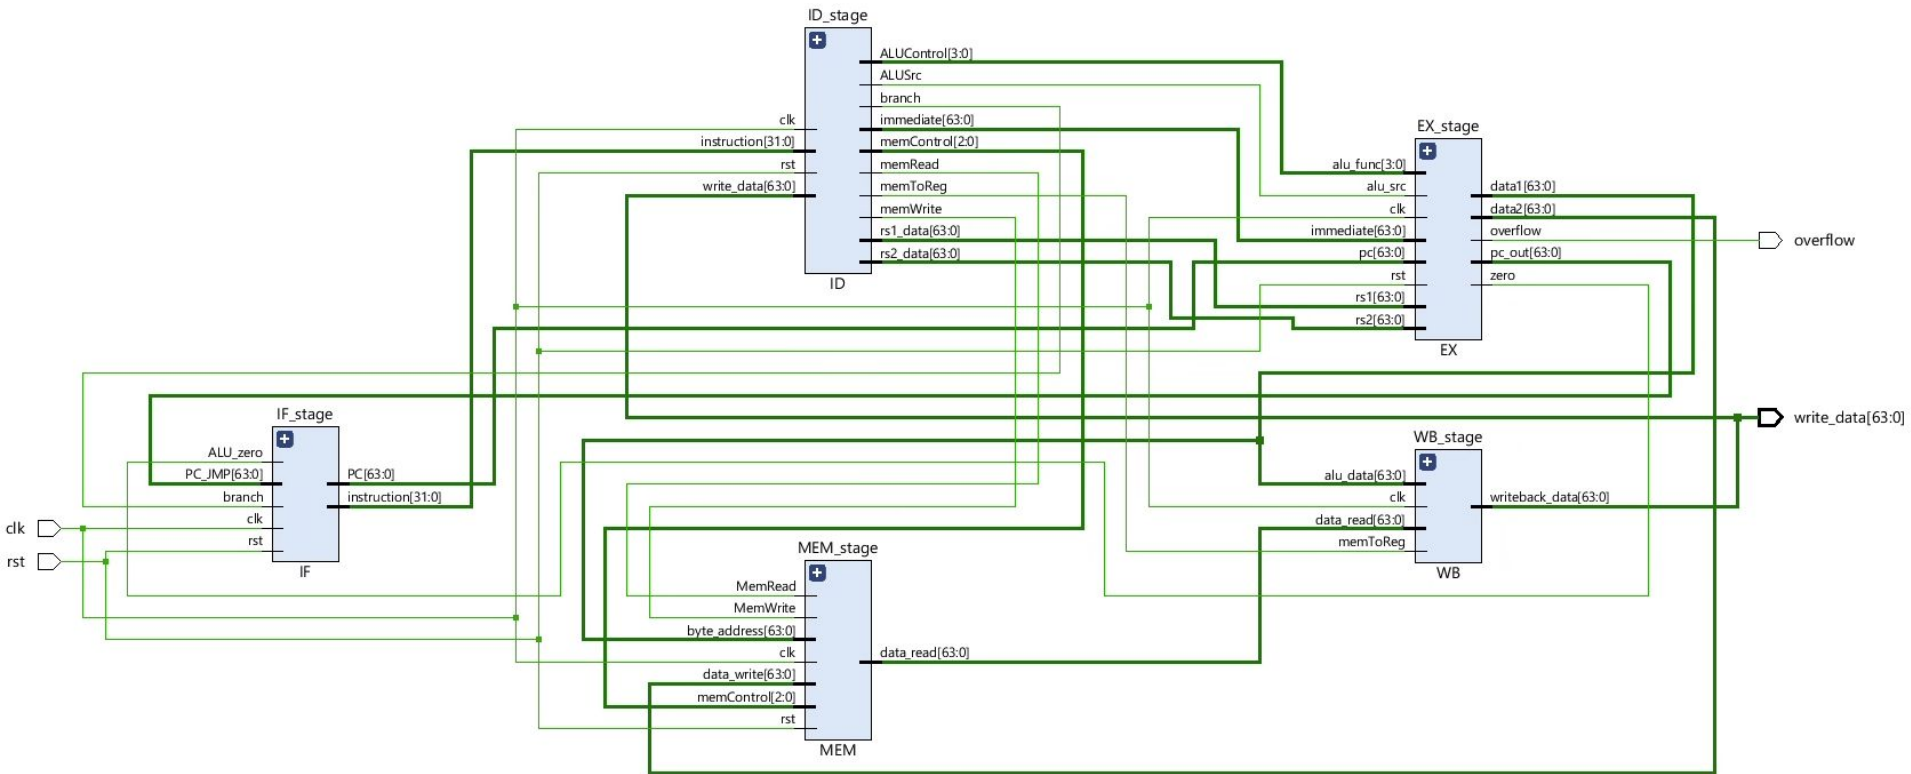 ID_stage
ALUControl[3:0]
ALUSrc
branch
clk
immediate[63:0]
instruction[31:0]
memControl[2:0]
rst
memRead
write_data[63:0]
memToReg
memWrite
rs1_data[63:0]
rs2_data[63:0]
ID
EX_stage
alu_func[3:0]
alu_src
data1[63:0]
clk
data2[63:0]
immediate[63:0]
overflow
overflow
pc[63:0]
pc_out[63:0]
rst
zero
rs1[63:0]
rs2[63:0]
EX
IF_stage
ALU_zero
PC_JMP[63:0]
PC[63:0]
branch
instruction[31:0]
clk
rst
IF
clk
rst
write_data[63:0]
WB_stage
alu_data[63:0]
clk
writeback_data[63:0]
data_read[63:0]
memToReg
WB
MEM_stage
MemRead
MemWrite
byte_address[63:0]
clk
data_read[63:0]
data_write[63:0]
memControl[2:0]
rst
MEM